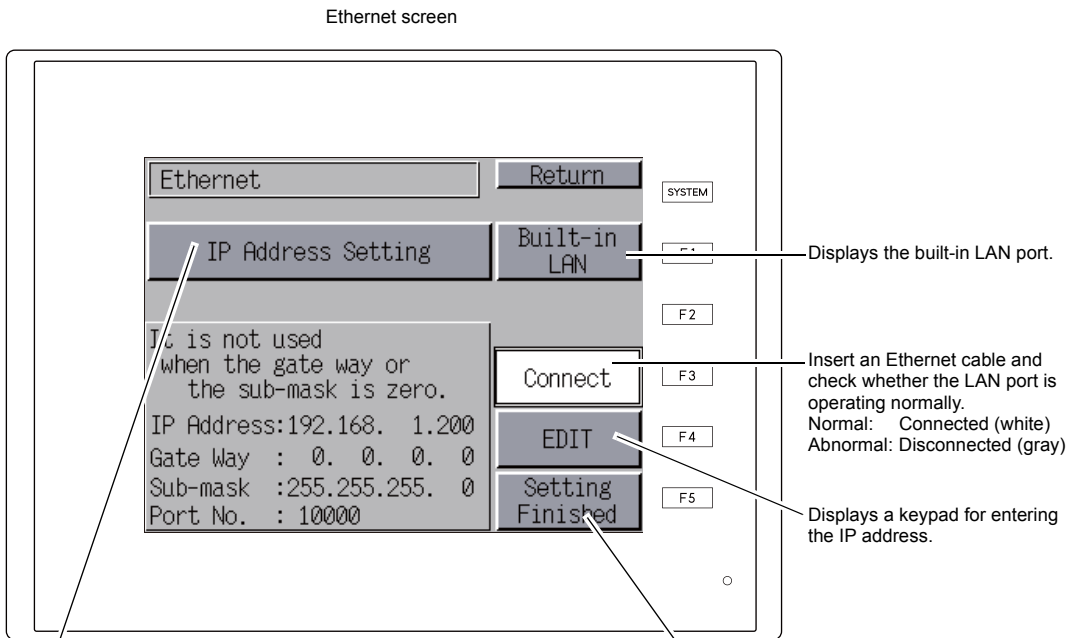 Ethernet screen
Ethernet
Return
SYSTEM
IP Address Setting
Built-in
LAN
F1
Displays the built-in LAN port.
F2
It is not used
when the gate way or
the sub-mask is zero.
Connect
F3
Insert an Ethernet cable and
check whether the LAN port is
operating normally.
Normal: Connected (white)
Abnormal: Disconnected (gray)
IP Address:192.168. 1.200
Gate Way : 0. 0. 0. 0
Sub-mask :255.255.255. 0
Port No. : 10000
EDIT
F4
Setting
Finished
F5
Displays a keypad for entering
the IP address.